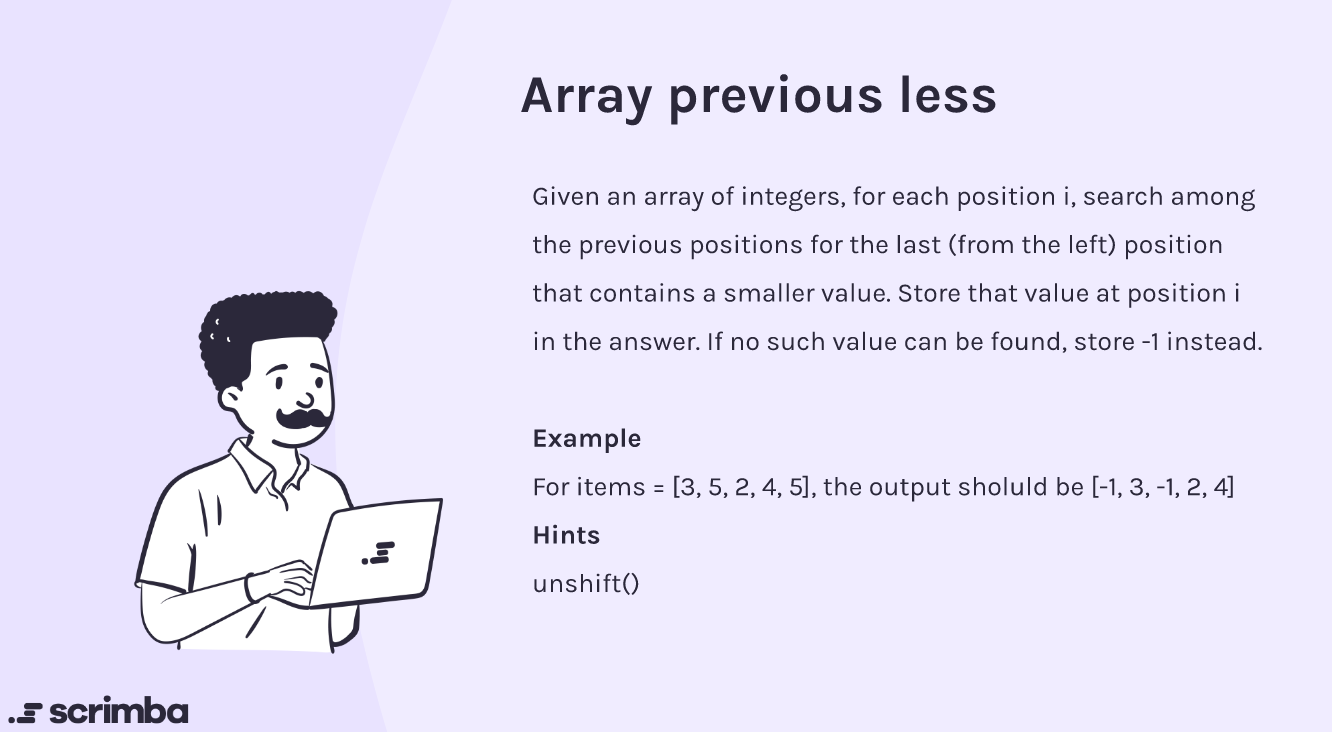 Array previous less
Given an array of integers, for each position i, search among
the previous positions for the last (from the left) position
that contains a smaller value. Store that value at position i
in the answer. If no such value can be found, store -1 instead.
Example
For items = [3, 5, 2, 4, 5], the output sholuld be [-1, 3, -1, 2, 4]
Hints
unshift()
scrimba